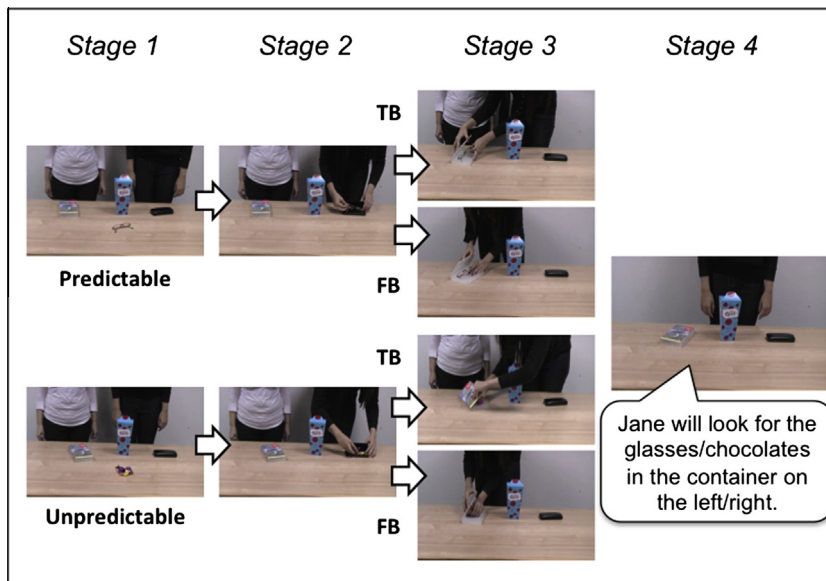 Stage 1
Stage 2
Stage 3
Stage 4
TB
Predictable
FB
TB
Unpredictable
FB
Jane will look for the
glasses/chocolates
in the container on
the left/right.